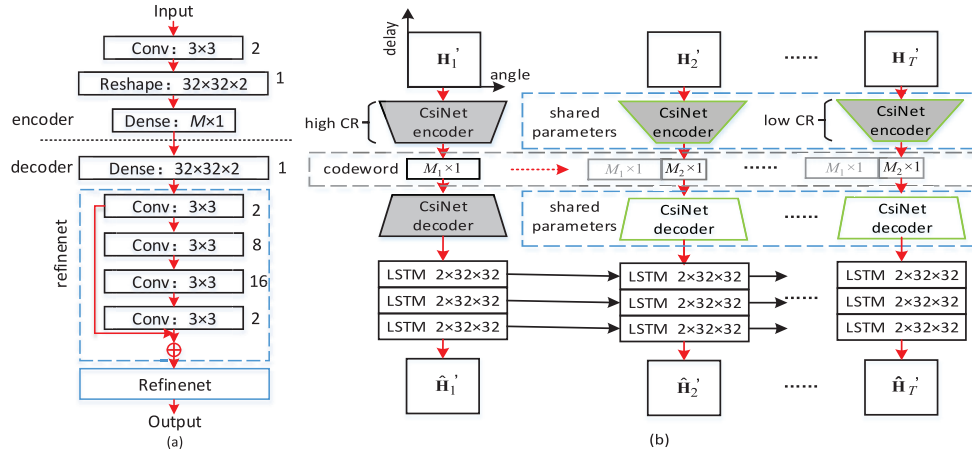 Input
Conv：3×3 2
Reshape：32×32×2 1
encoder Dense：M×1
decoder Dense：32×32×2 1
refinenet
Conv：3×3 2
Conv：3×3 8
Conv：3×3 16
Conv：3×3 2
Refinenet
Output
(a)
delay
angle
H₁' H₂' ...... H_T'
high CR
CsiNet encoder
shared parameters
CsiNet encoder
low CR
CsiNet encoder
codeword M₁×1 M₁×1 M₂×1 ...... M₁×1 M₂×1
CsiNet decoder
shared parameters
CsiNet decoder
......
CsiNet decoder
LSTM 2×32×32 LSTM 2×32×32 LSTM 2×32×32
LSTM 2×32×32 LSTM 2×32×32 ...... LSTM 2×32×32
LSTM 2×32×32 LSTM 2×32×32 LSTM 2×32×32
Ĥ₁' Ĥ₂' ...... Ĥ_T'
(b)